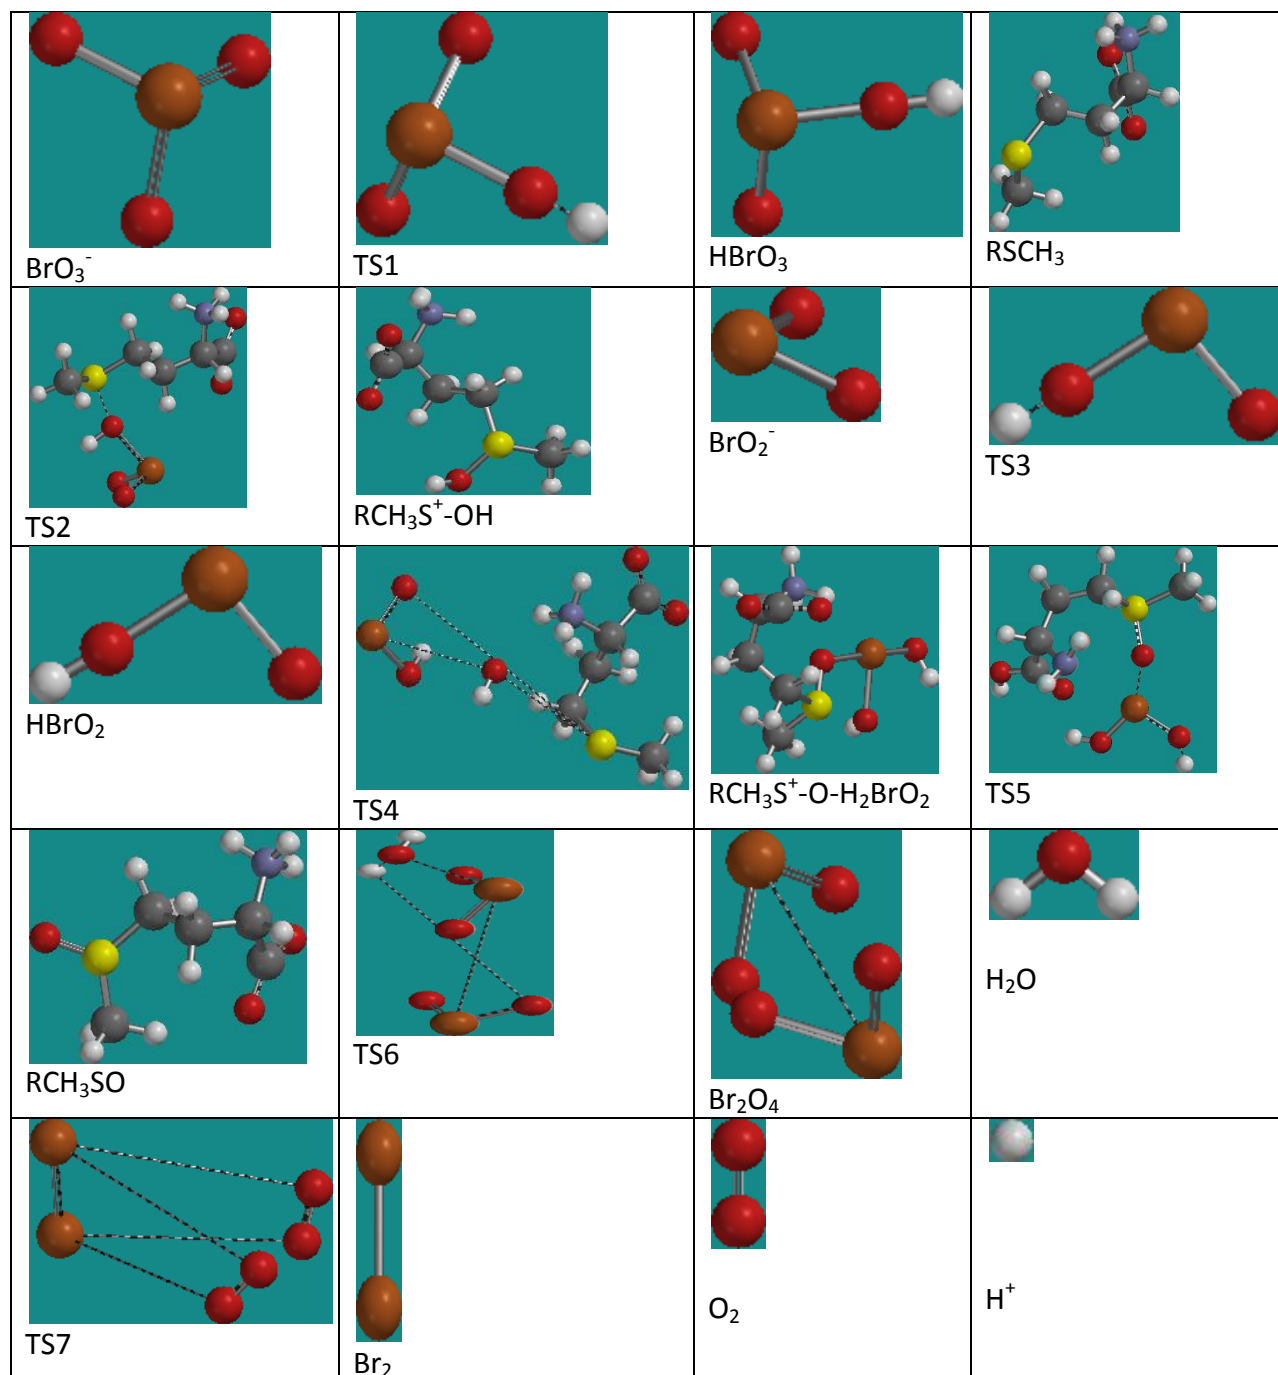 BrO₃⁻
TS1
HBrO₃
RSCH₃
TS2
RCH₃S⁺-OH
BrO₂⁻
TS3
HBrO₂
TS4
RCH₃S⁺-O-H₂BrO₂
TS5
RCH₃SO
TS6
Br₂O₄
H₂O
TS7
Br₂
O₂
H⁺